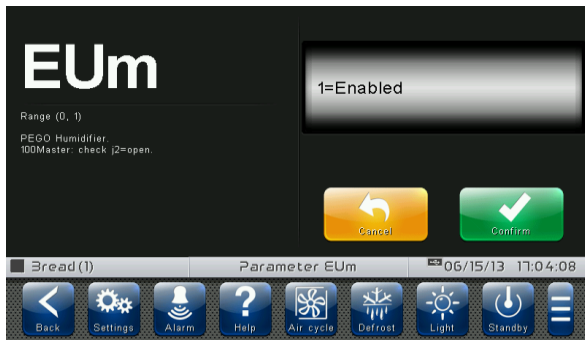 EUm
Range (0, 1)
PEGO Humidifier.
100Master: check j2=open.
1=Enabled
Cancel
Confirm
Bread (1)
Parameter EUm
06/15/13 17:04:08
Back
Settings
Alarm
?
Help
Air cycle
Defrost
Light
Standby